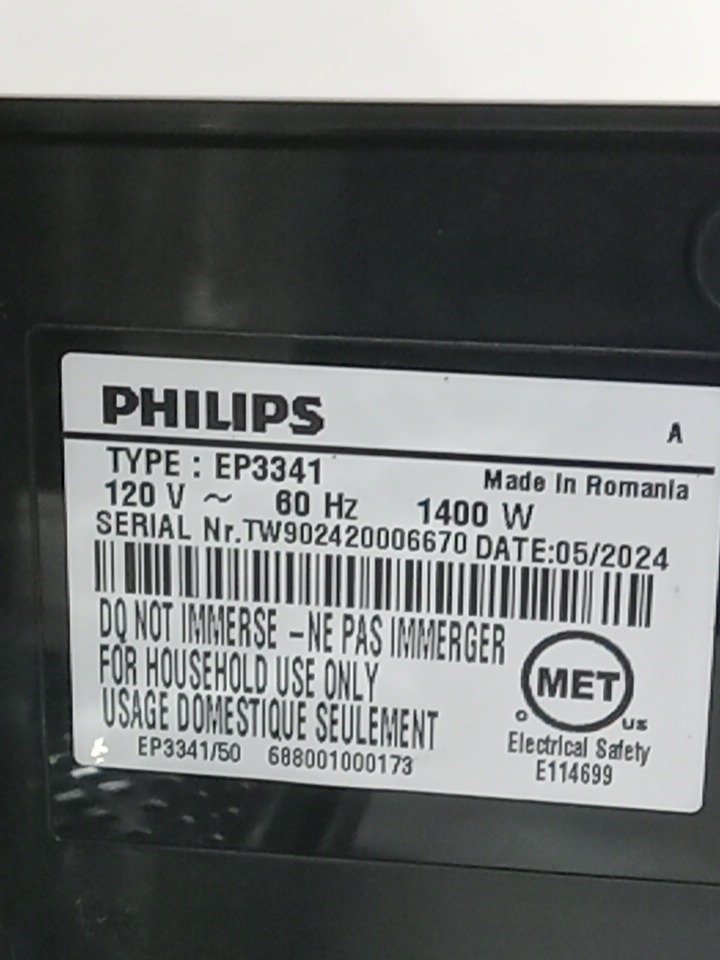 PHILIPS
A
TYPE : EP3341
Made in Romania
120 V ~ 60 Hz 1400 W
SERIAL Nr.TW902420006670 DATE:05/2024
DO NOT IMMERSE – NE PAS IMMERGER
FOR HOUSEHOLD USE ONLY
USAGE DOMESTIQUE SEULEMENT
MET
c us
Electrical Safety
E114699
EP3341/50 688001000173